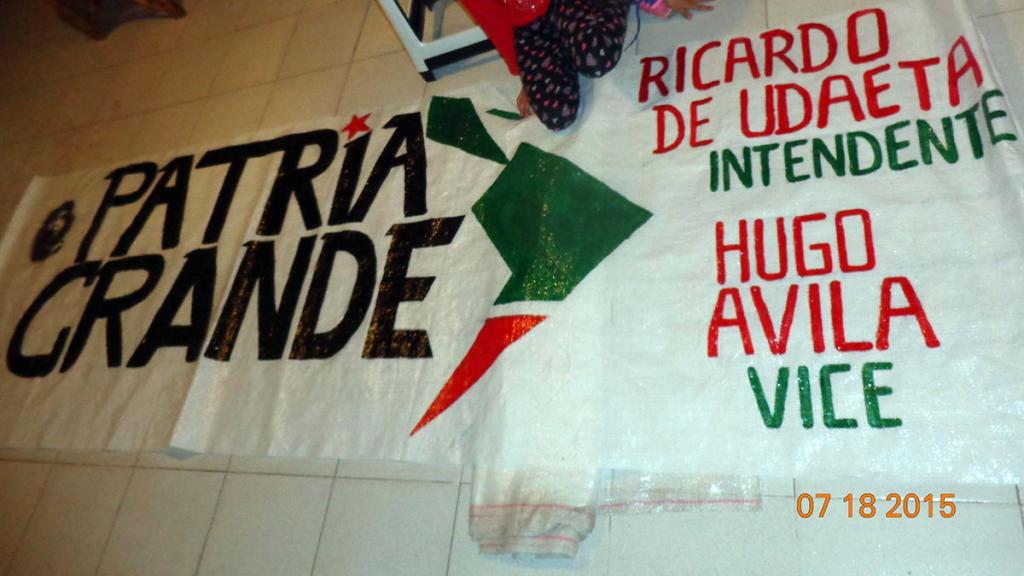 PATRIA
GRANDE
RICARDO
DE UDAETA
INTENDENTE
HUGO
AVILA
VICE
07 18 2015